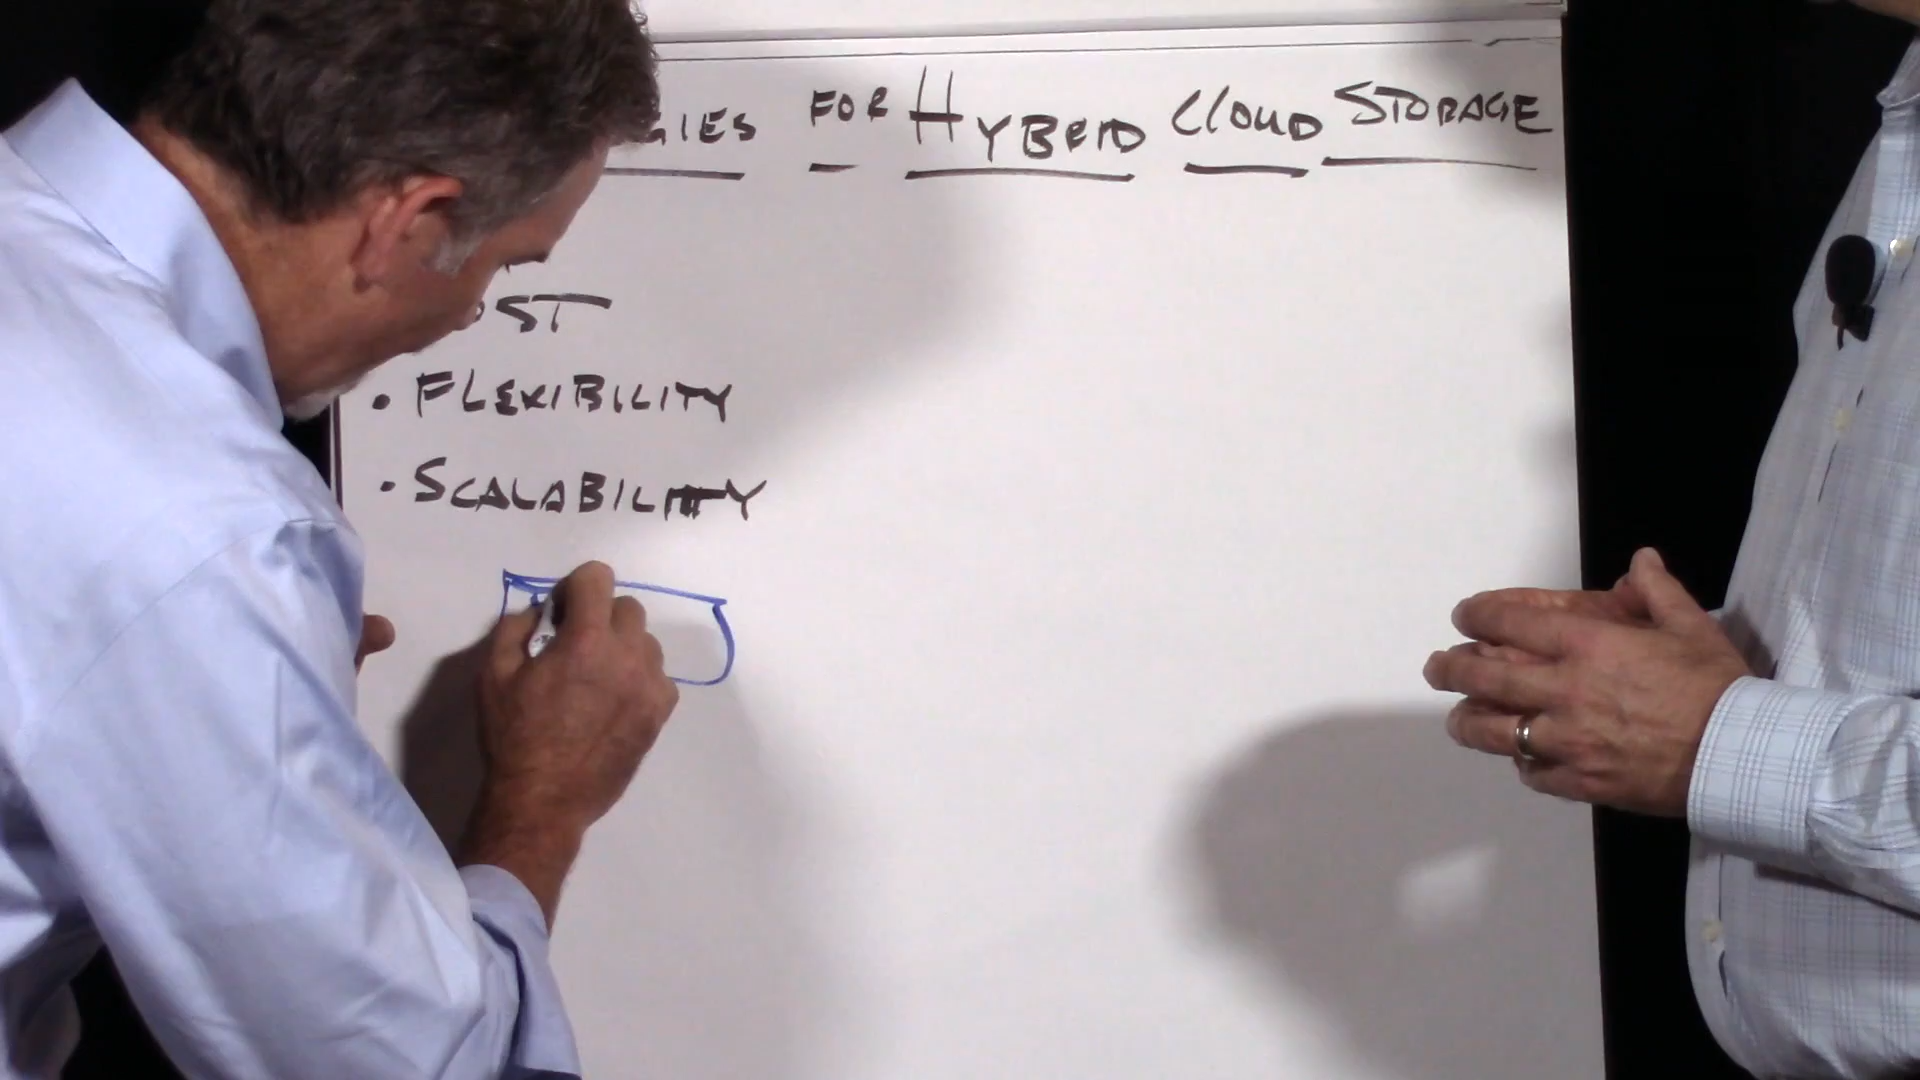 GIES FOR HYBRID CLOUD STORAGE
OST
• FLEXIBILITY
• SCALABILITY